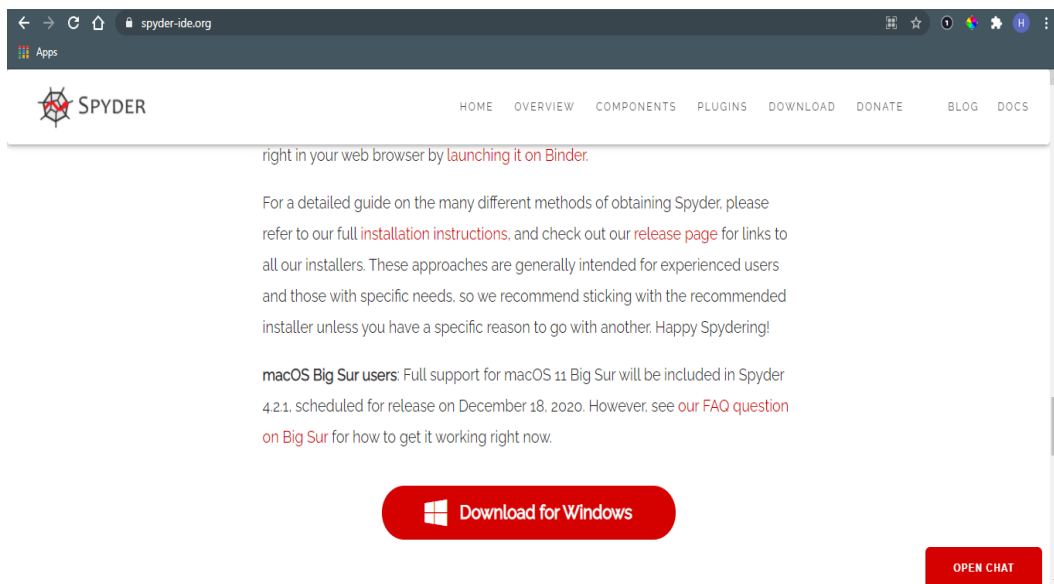 spyder-ide.org
H
Apps
SPYDER
HOME OVERVIEW COMPONENTS PLUGINS DOWNLOAD DONATE BLOG DOCS
right in your web browser by launching it on Binder.
For a detailed guide on the many different methods of obtaining Spyder, please
refer to our full installation instructions, and check out our release page for links to
all our installers. These approaches are generally intended for experienced users
and those with specific needs, so we recommend sticking with the recommended
installer unless you have a specific reason to go with another. Happy Spydering!
macOS Big Sur users: Full support for macOS 11 Big Sur will be included in Spyder
4.2.1, scheduled for release on December 18, 2020. However, see our FAQ question
on Big Sur for how to get it working right now.
Download for Windows
OPEN CHAT